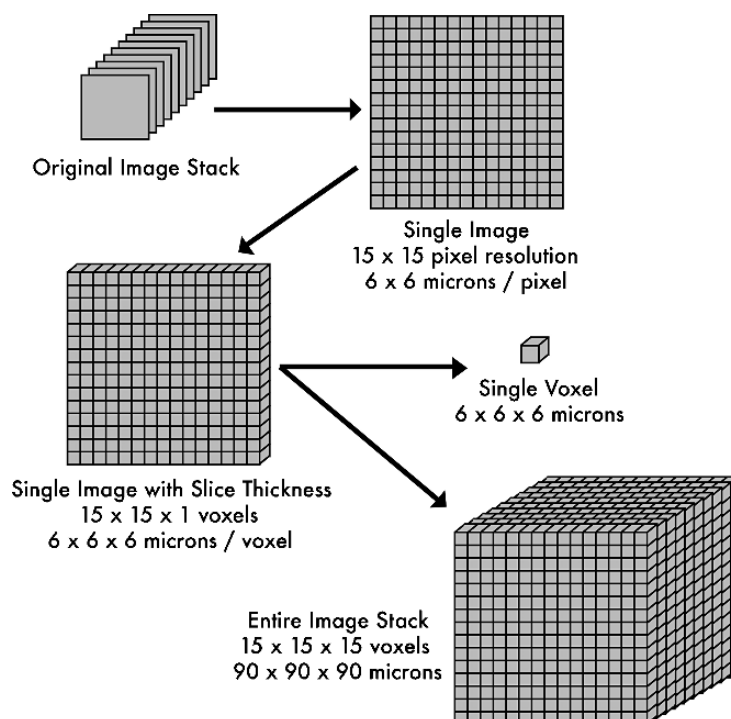 Original Image Stack
Single Image
15 x 15 pixel resolution
6 x 6 microns / pixel
Single Voxel
6 x 6 x 6 microns
Single Image with Slice Thickness
15 x 15 x 1 voxels
6 x 6 x 6 microns / voxel
Entire Image Stack
15 x 15 x 15 voxels
90 x 90 x 90 microns